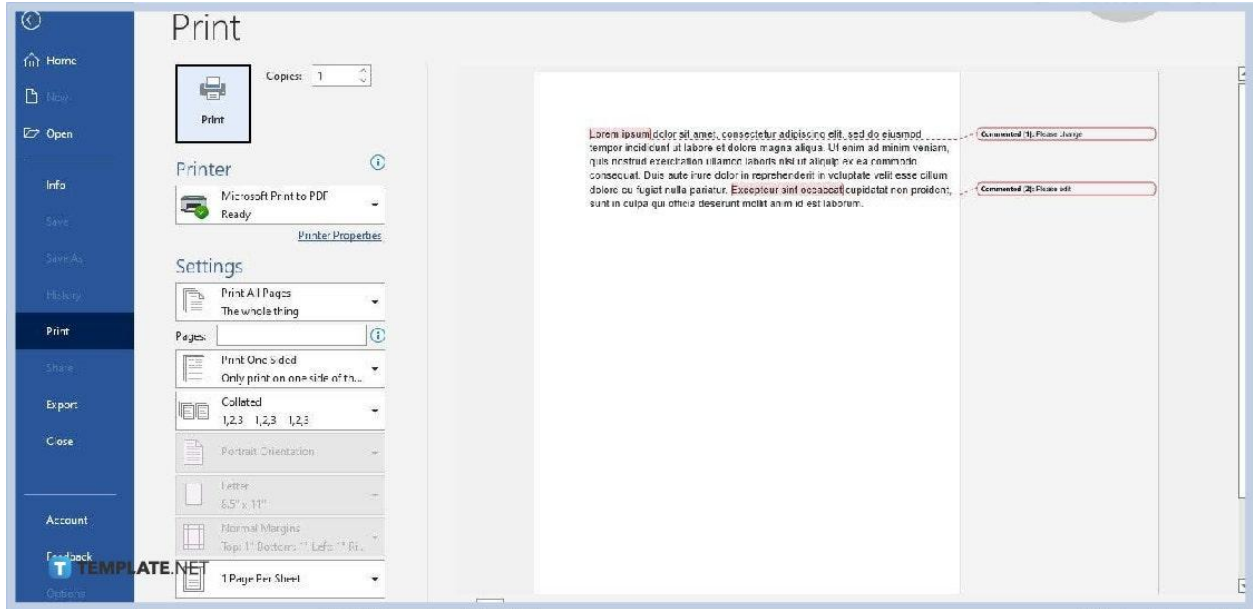 Print
Home
New
Open
Info
Save
Save As
History
Print
Share
Export
Close
Account
Feedback
Options
Print
Copies: 1
Printer
Microsoft Print to PDF
Ready
Printer Properties
Settings
Print All Pages
The whole thing
Pages:
Print One Sided
Only print on one side of th...
Collated
1,2,3 1,2,3 1,2,3
Portrait Orientation
Letter
8.5" x 11"
Normal Margins
Top: 1" Bottom: 1" Left: 1" Ri...
1 Page Per Sheet
Lorem ipsum dolor sit amet, consectetur adipiscing elit, sed do eiusmod
tempor incididunt ut labore et dolore magna aliqua. Ut enim ad minim veniam,
quis nostrud exercitation ullamco laboris nisi ut aliquip ex ea commodo
consequat. Duis aute irure dolor in reprehenderit in voluptate velit esse cillum
dolore eu fugiat nulla pariatur. Excepteur sint occaecat cupidatat non proident,
sunt in culpa qui officia deserunt mollit anim id est laborum.
Commented [1]: Please change
Commented [2]: Please edit
T TEMPLATE.NET